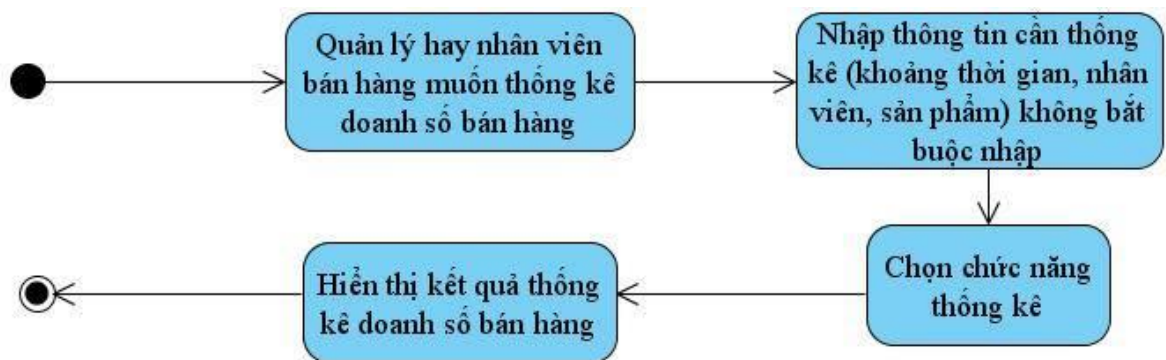 Quản lý hay nhân viên
bán hàng muốn thống kê
doanh số bán hàng
Nhập thông tin cần thống
kê (khoảng thời gian, nhân
viên, sản phẩm) không bắt
buộc nhập
Chọn chức năng
thống kê
Hiển thị kết quả thống
kê doanh số bán hàng